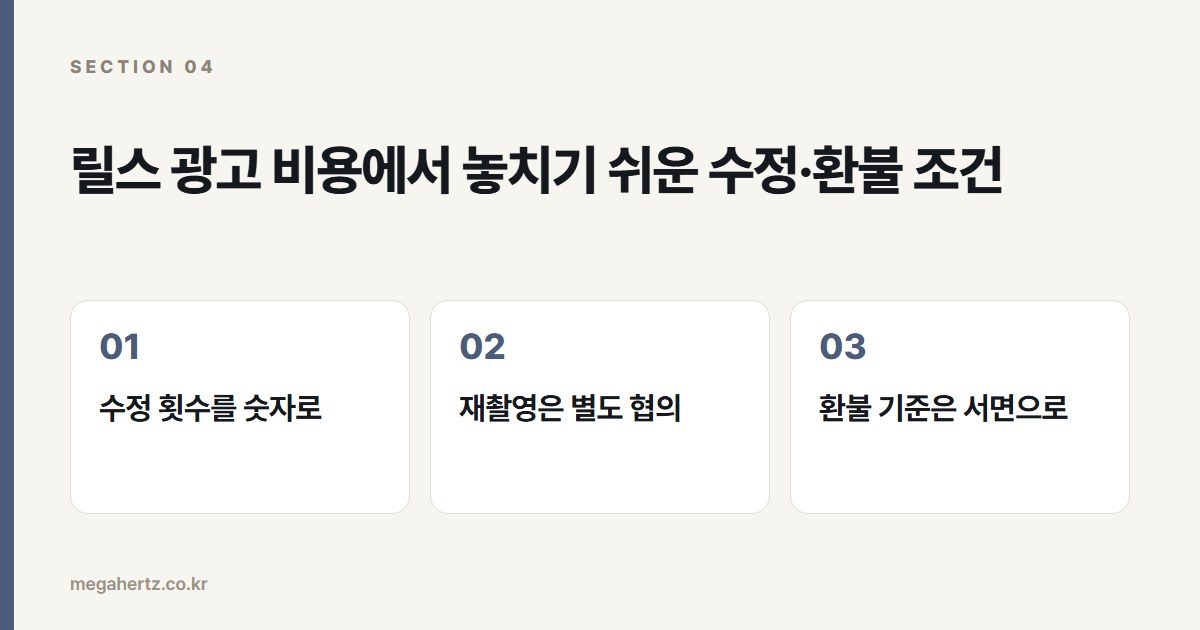 SECTION 04
릴스 광고 비용에서 놓치기 쉬운 수정·환불 조건
01
수정 횟수를 숫자로
02
재촬영은 별도 협의
03
환불 기준은 서면으로
megahertz.co.kr